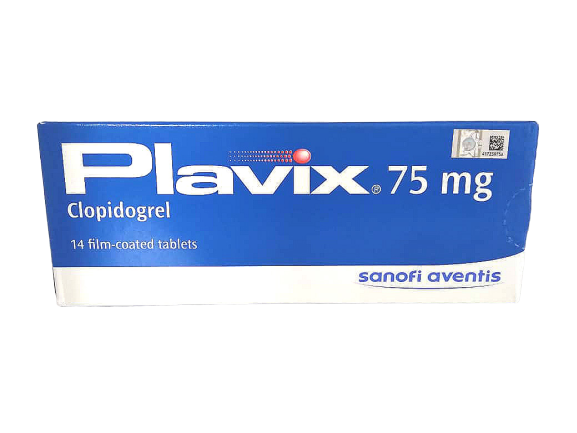 Plavix® 75 mg
Clopidogrel
14 film-coated tablets
sanofi aventis